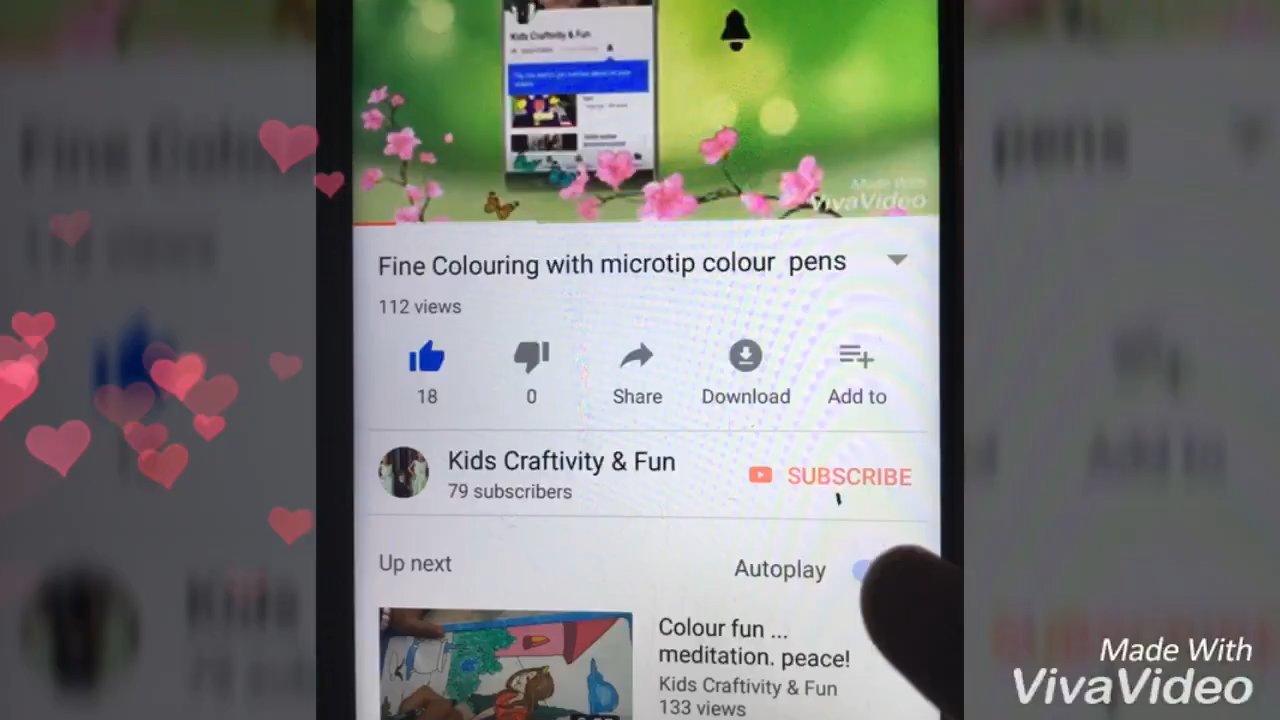 Kids Craftivity & Fun
Made With
VivaVideo
Fine Colouring with microtip colour pens
112 views
18
0
Share
Download
Add to
Kids Craftivity & Fun
79 subscribers
SUBSCRIBE
Up next
Autoplay
Colour fun ...
meditation. peace!
Kids Craftivity & Fun
133 views
Made With
VivaVideo